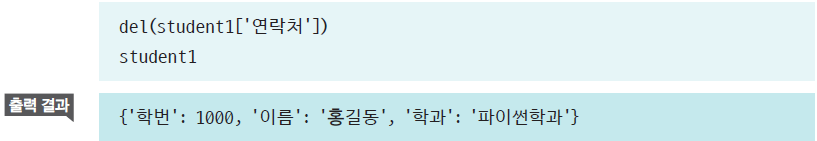 del(student1['연락처'])
student1
출력 결과
{'학번': 1000, '이름': '홍길동', '학과': '파이썬학과'}